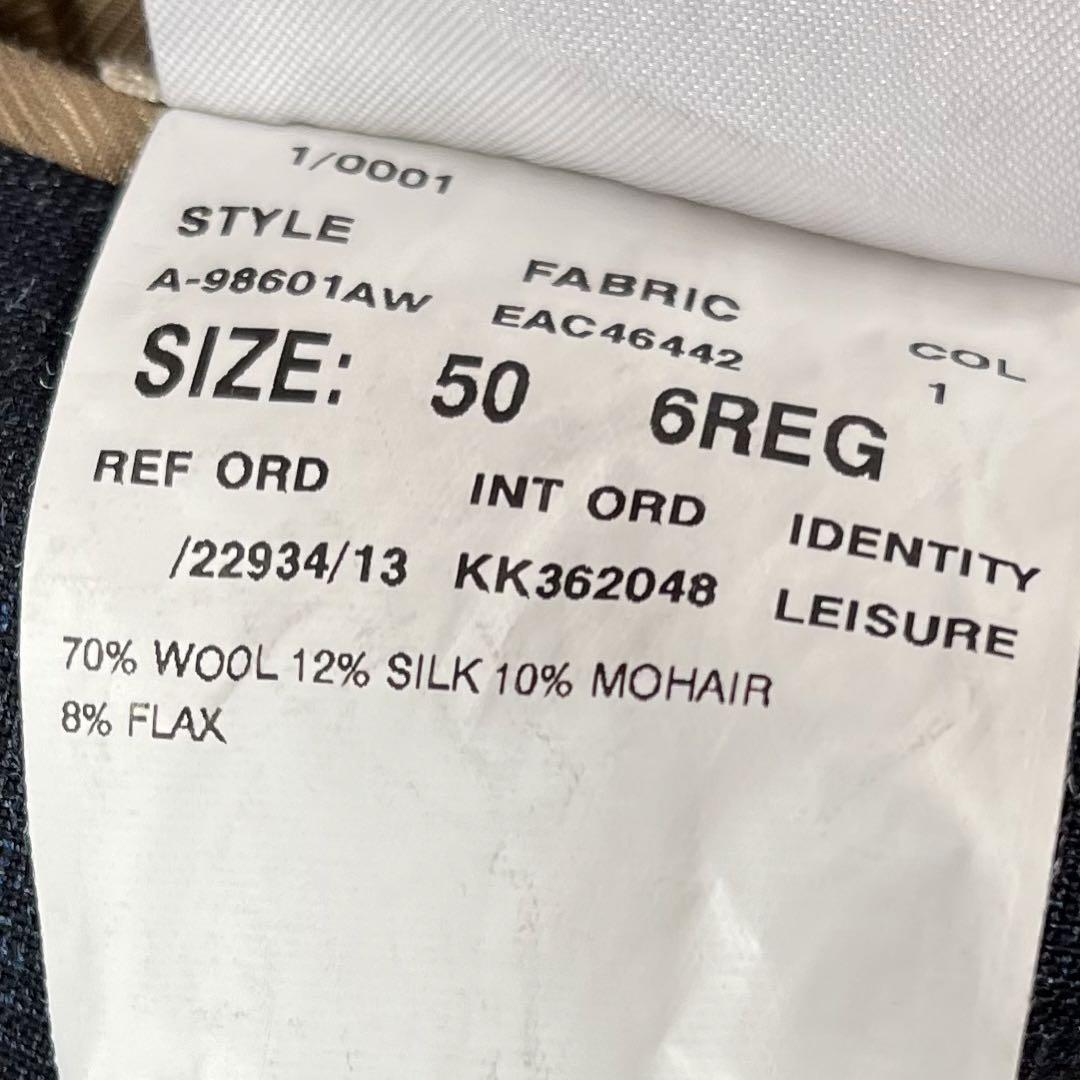 1/0001
STYLE FABRIC COL
A-98601AW EAC46442 1
SIZE: 50 6REG
REF ORD INT ORD IDENTITY
/22934/13 KK362048 LEISURE
70% WOOL 12% SILK 10% MOHAIR
8% FLAX